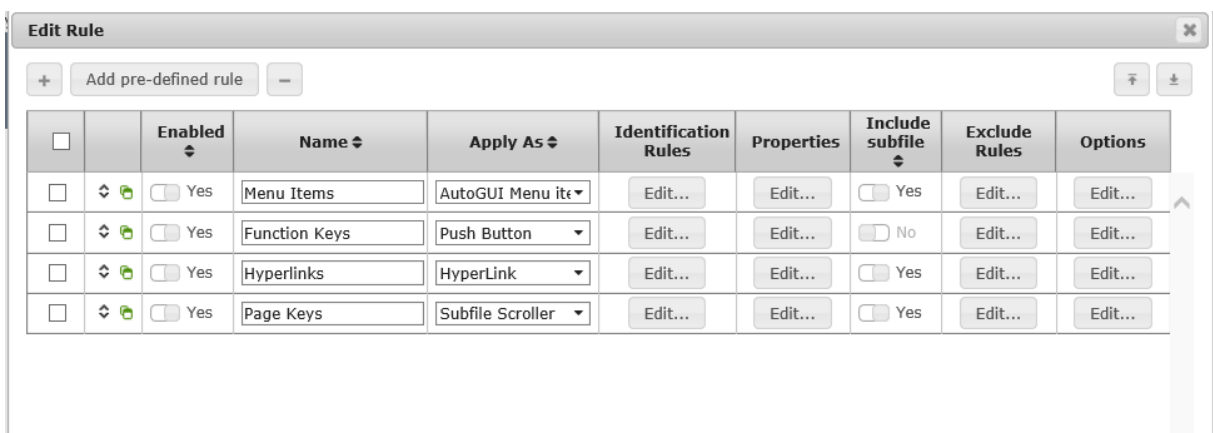 Edit Rule
+ Add pre-defined rule −
Enabled Name Apply As Identification Rules Properties Include subfile Exclude Rules Options
Yes Menu Items AutoGUI Menu ite Edit... Edit... Yes Edit... Edit...
Yes Function Keys Push Button Edit... Edit... No Edit... Edit...
Yes Hyperlinks HyperLink Edit... Edit... Yes Edit... Edit...
Yes Page Keys Subfile Scroller Edit... Edit... Yes Edit... Edit...